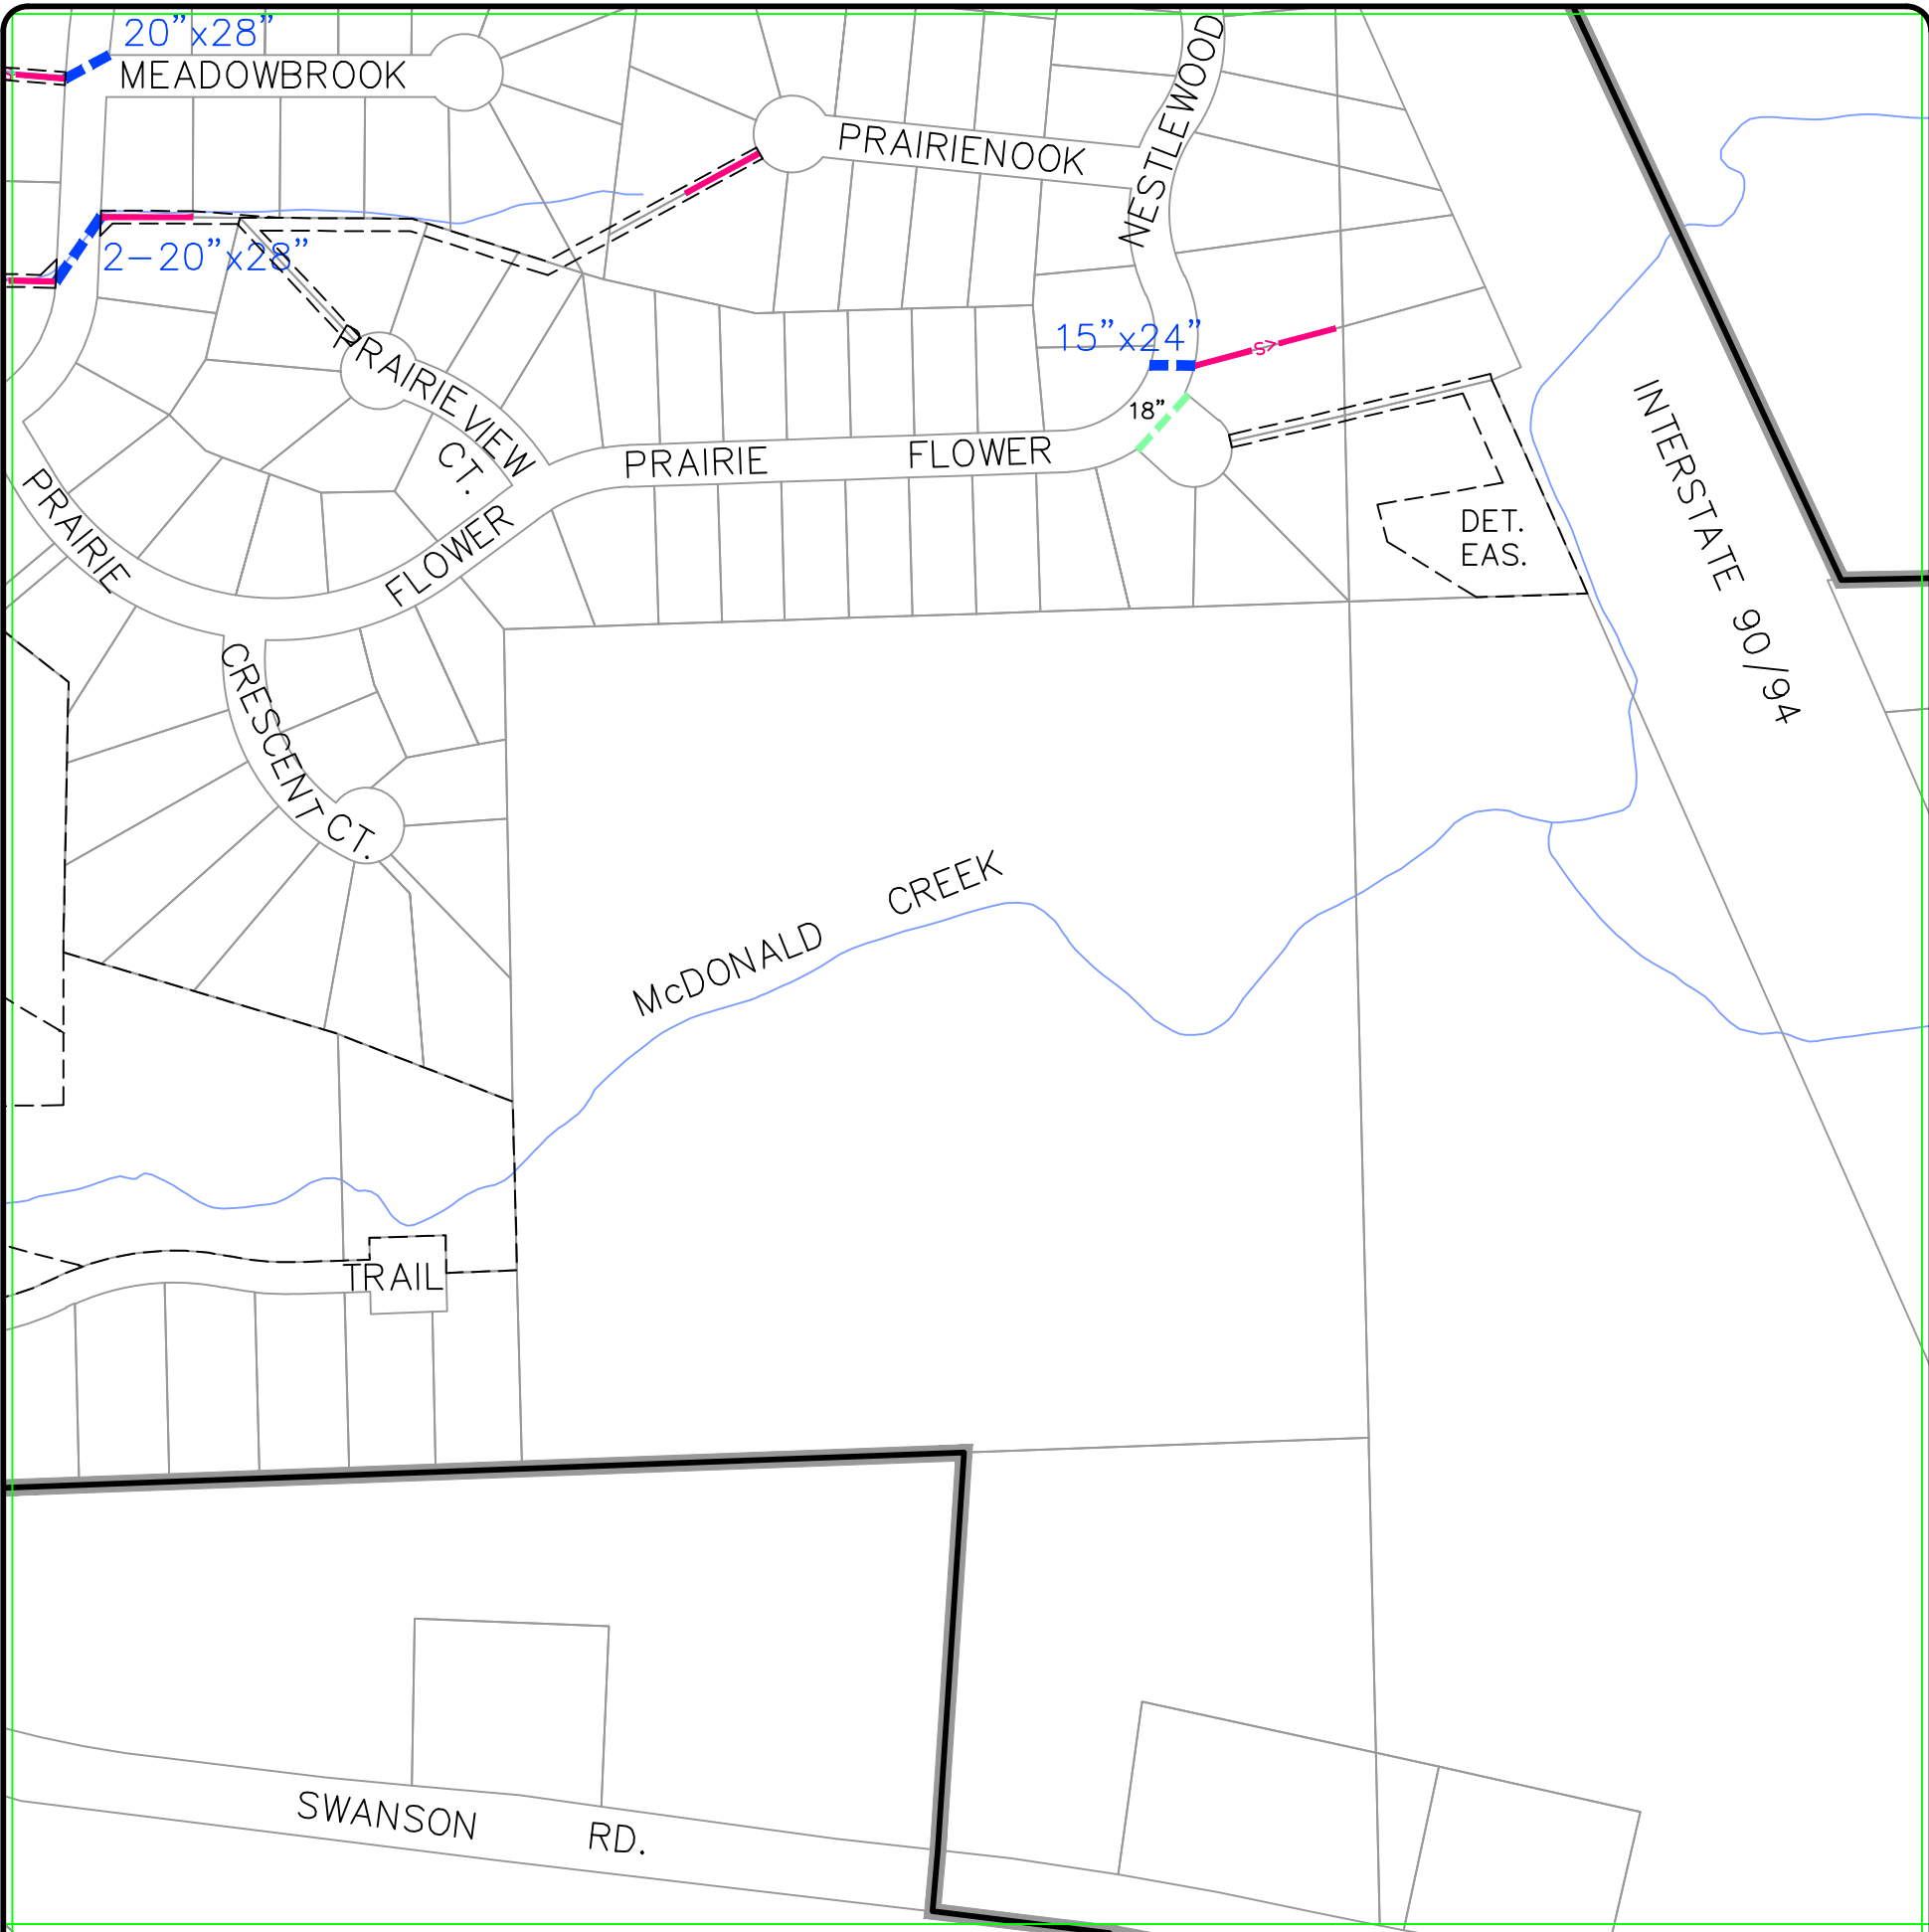 20”x28”
MEADOWBROOK
NESTLEWOOD
PRAIRIENOOK
2–20”x28”
15”x24”
S>
PRAIRIE VIEW
CT.
18”
PRAIRIE FLOWER
INTERSTATE 90/94
DET.
EAS.
PRAIRIE
FLOWER
CRESCENT CT.
McDONALD CREEK
TRAIL
SWANSON RD.